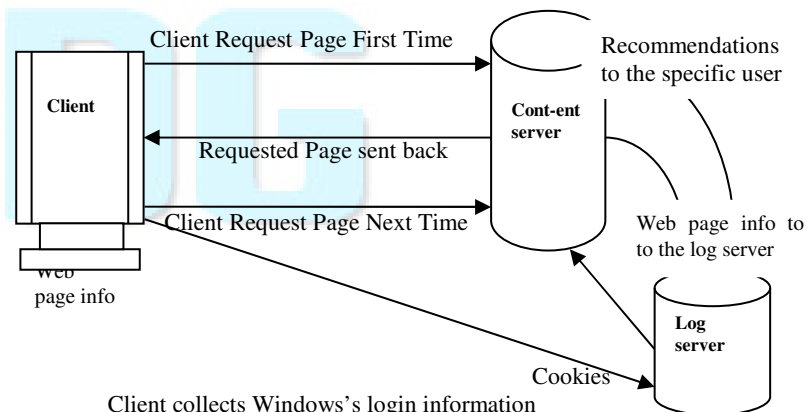 Client Request Page First Time
Recommendations
to the specific user
Client
Cont-ent
server
Requested Page sent back
Client Request Page Next Time
Web page info to
to the log server
Web
page info
Log
server
Cookies
Client collects Windows's login information